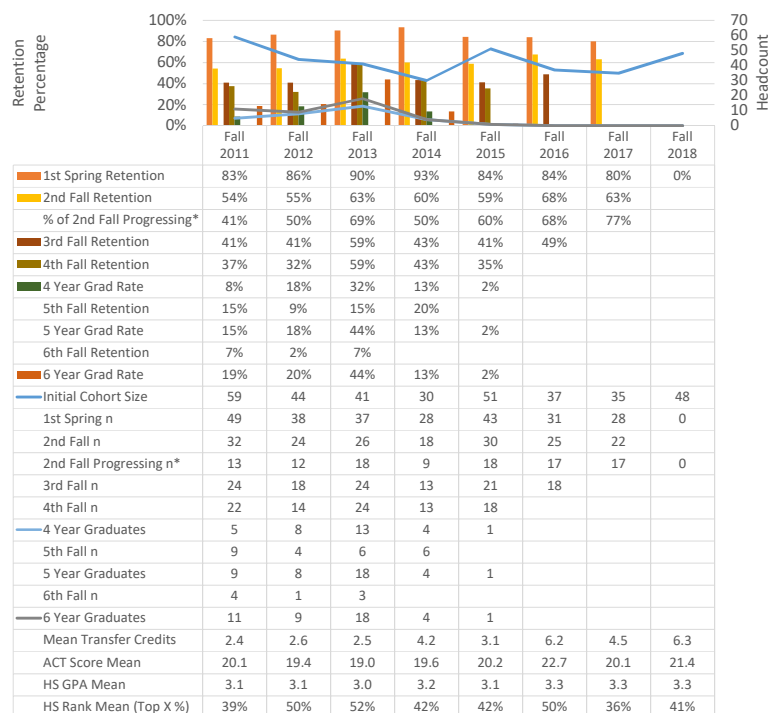 100%
80%
60%
40%
20%
0%
Retention
Percentage
70
60
50
40
30
20
10
0
Headcount
Fall 2011 Fall 2012 Fall 2013 Fall 2014 Fall 2015 Fall 2016 Fall 2017 Fall 2018
1st Spring Retention 83% 86% 90% 93% 84% 84% 80% 0%
2nd Fall Retention 54% 55% 63% 60% 59% 68% 63%
% of 2nd Fall Progressing* 41% 50% 69% 50% 60% 68% 77%
3rd Fall Retention 41% 41% 59% 43% 41% 49%
4th Fall Retention 37% 32% 59% 43% 35%
4 Year Grad Rate 8% 18% 32% 13% 2%
5th Fall Retention 15% 9% 15% 20%
5 Year Grad Rate 15% 18% 44% 13% 2%
6th Fall Retention 7% 2% 7%
6 Year Grad Rate 19% 20% 44% 13% 2%
Initial Cohort Size 59 44 41 30 51 37 35 48
1st Spring n 49 38 37 28 43 31 28 0
2nd Fall n 32 24 26 18 30 25 22
2nd Fall Progressing n* 13 12 18 9 18 17 17 0
3rd Fall n 24 18 24 13 21 18
4th Fall n 22 14 24 13 18
4 Year Graduates 5 8 13 4 1
5th Fall n 9 4 6 6
5 Year Graduates 9 8 18 4 1
6th Fall n 4 1 3
6 Year Graduates 11 9 18 4 1
Mean Transfer Credits 2.4 2.6 2.5 4.2 3.1 6.2 4.5 6.3
ACT Score Mean 20.1 19.4 19.0 19.6 20.2 22.7 20.1 21.4
HS GPA Mean 3.1 3.1 3.0 3.2 3.1 3.3 3.3 3.3
HS Rank Mean (Top X %) 39% 50% 52% 42% 42% 50% 36% 41%